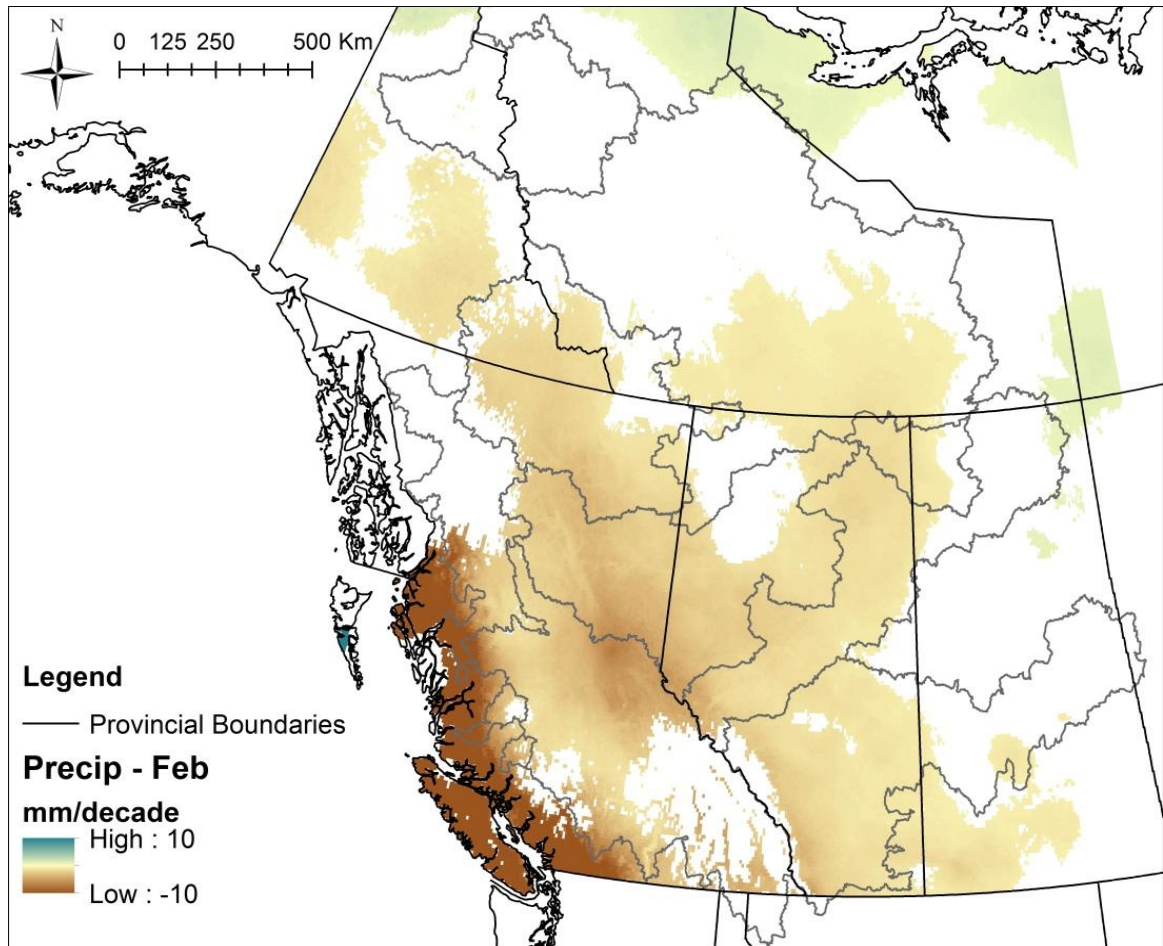 N
0 125 250 500 Km
Legend
Provincial Boundaries
Precip - Feb
mm/decade
High : 10
Low : -10